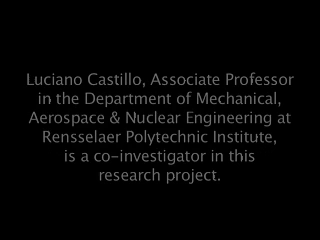 Luciano Castillo, Associate Professor
in the Department of Mechanical,
Aerospace & Nuclear Engineering at
Rensselaer Polytechnic Institute,
is a co-investigator in this
research project.